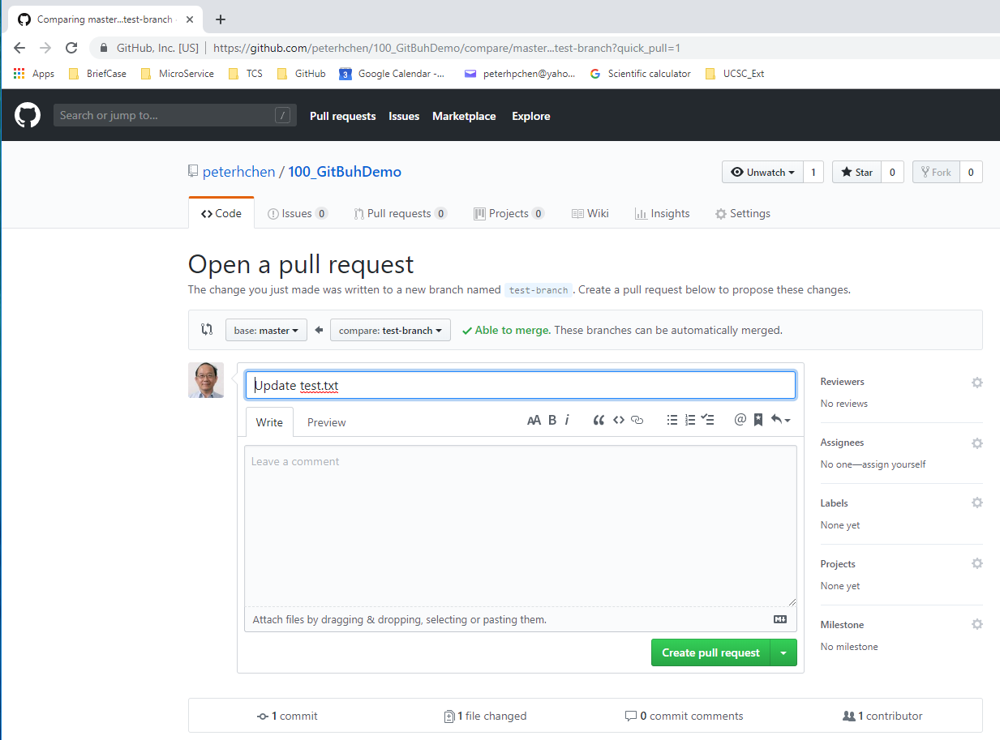 Comparing master...test-branch
GitHub, Inc. [US] | https://github.com/peterhchen/100_GitBuhDemo/compare/master...test-branch?quick_pull=1
Apps BriefCase MicroService TCS GitHub 3 Google Calendar -... peterhpchen@yaho... G Scientific calculator UCSC_Ext
Search or jump to... / Pull requests Issues Marketplace Explore
peterhchen / 100_GitBuhDemo Unwatch 1 Star 0 Fork 0
Code Issues 0 Pull requests 0 Projects 0 Wiki Insights Settings
Open a pull request
The change you just made was written to a new branch named test-branch . Create a pull request below to propose these changes.
base: master compare: test-branch Able to merge. These branches can be automatically merged.
Update test.txt
Write Preview AA B i @
Leave a comment
Attach files by dragging & dropping, selecting or pasting them.
Create pull request
Reviewers
No reviews
Assignees
No one—assign yourself
Labels
None yet
Projects
None yet
Milestone
No milestone
1 commit 1 file changed 0 commit comments 1 contributor